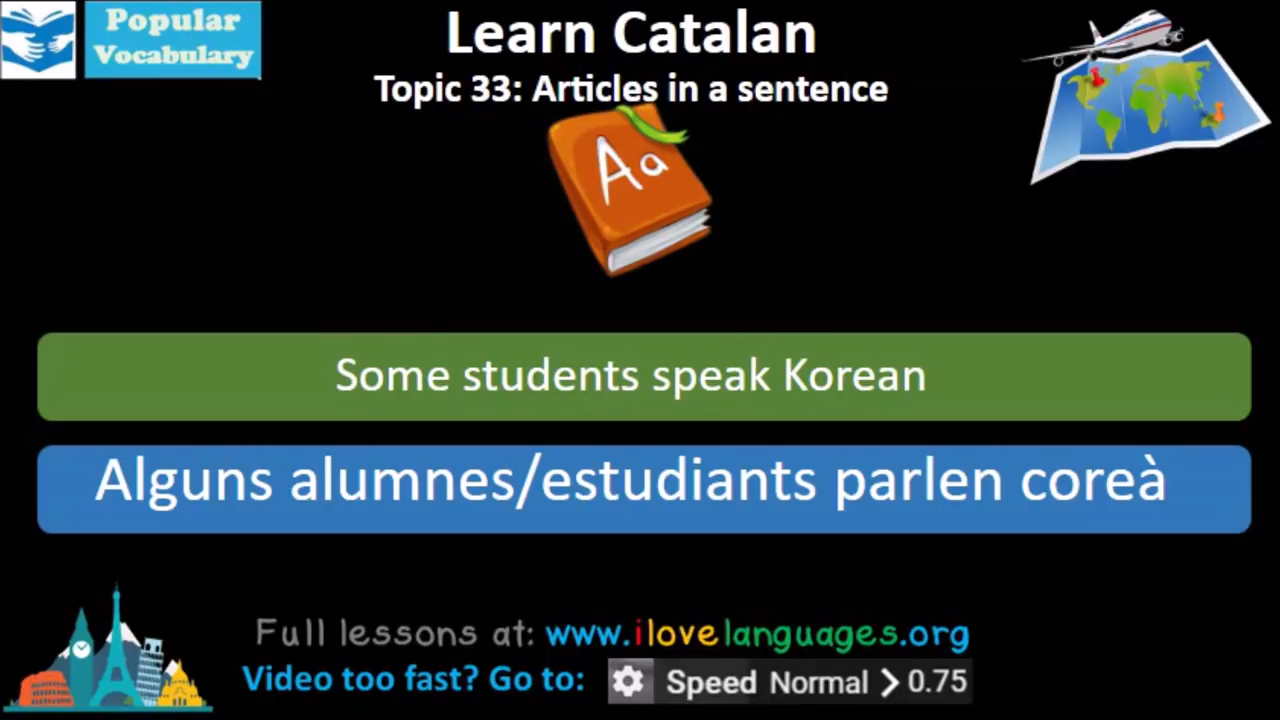 Popular
Vocabulary
Learn Catalan
Topic 33: Articles in a sentence
Aa
Some students speak Korean
Alguns alumnes/estudiants parlen coreà
Full lessons at: www.ilovelanguages.org
Video too fast? Go to: Speed Normal > 0.75